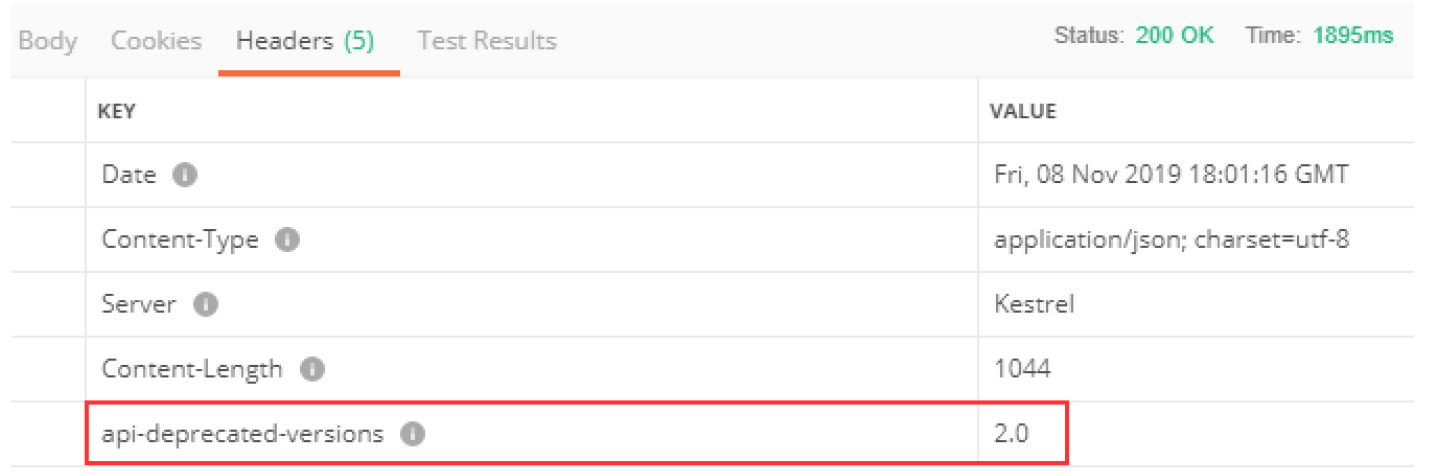 Body Cookies Headers (5) Test Results Status: 200 OK Time: 1895ms
KEY VALUE
Date Fri, 08 Nov 2019 18:01:16 GMT
Content-Type application/json; charset=utf-8
Server Kestrel
Content-Length 1044
api-deprecated-versions 2.0